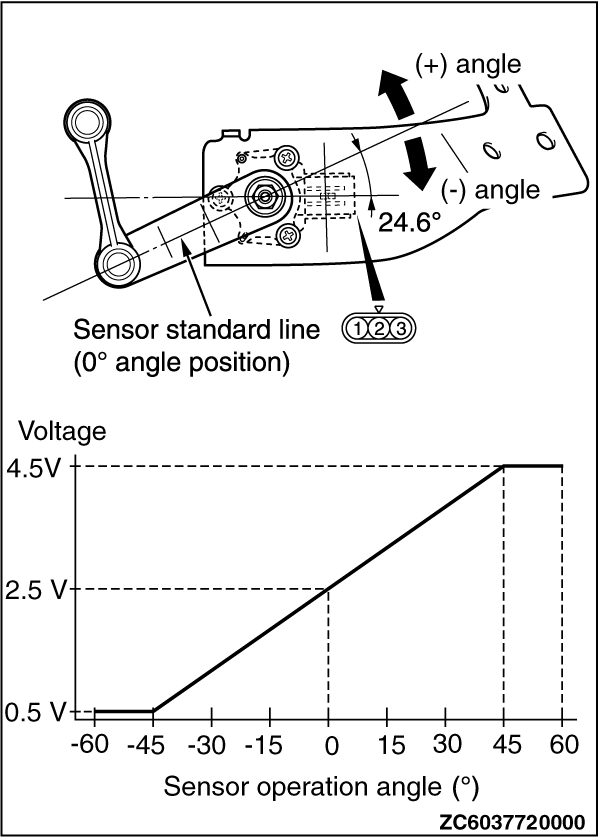 (+) angle
(-) angle
24.6°
Sensor standard line
(0° angle position)
1 2 3
Voltage
4.5V
2.5 V
0.5 V
-60 -45 -30 -15 0 15 30 45 60
Sensor operation angle (°)
ZC6037720000